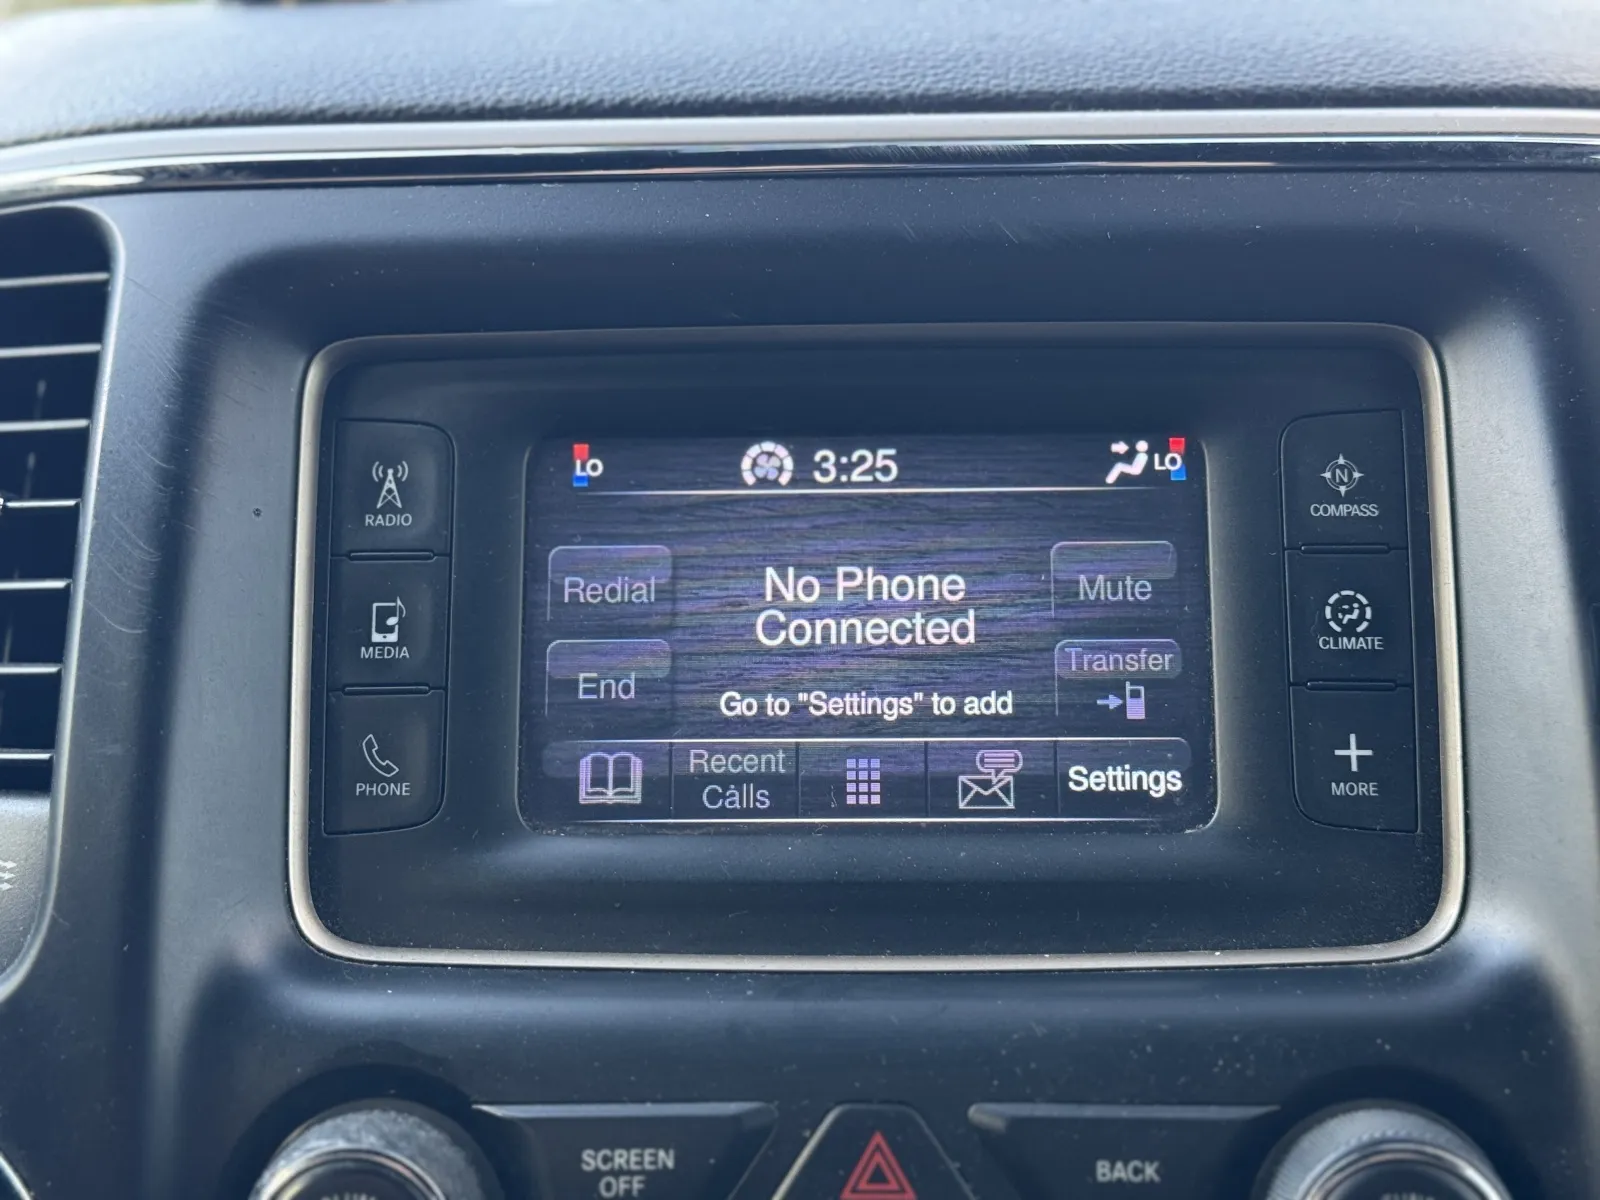 LO
3:25
LO
RADIO
MEDIA
PHONE
Redial
End
No Phone
Connected
Go to "Settings" to add
Mute
Transfer
Recent
Calls
Settings
N
COMPASS
CLIMATE
MORE
SCREEN
OFF
BACK